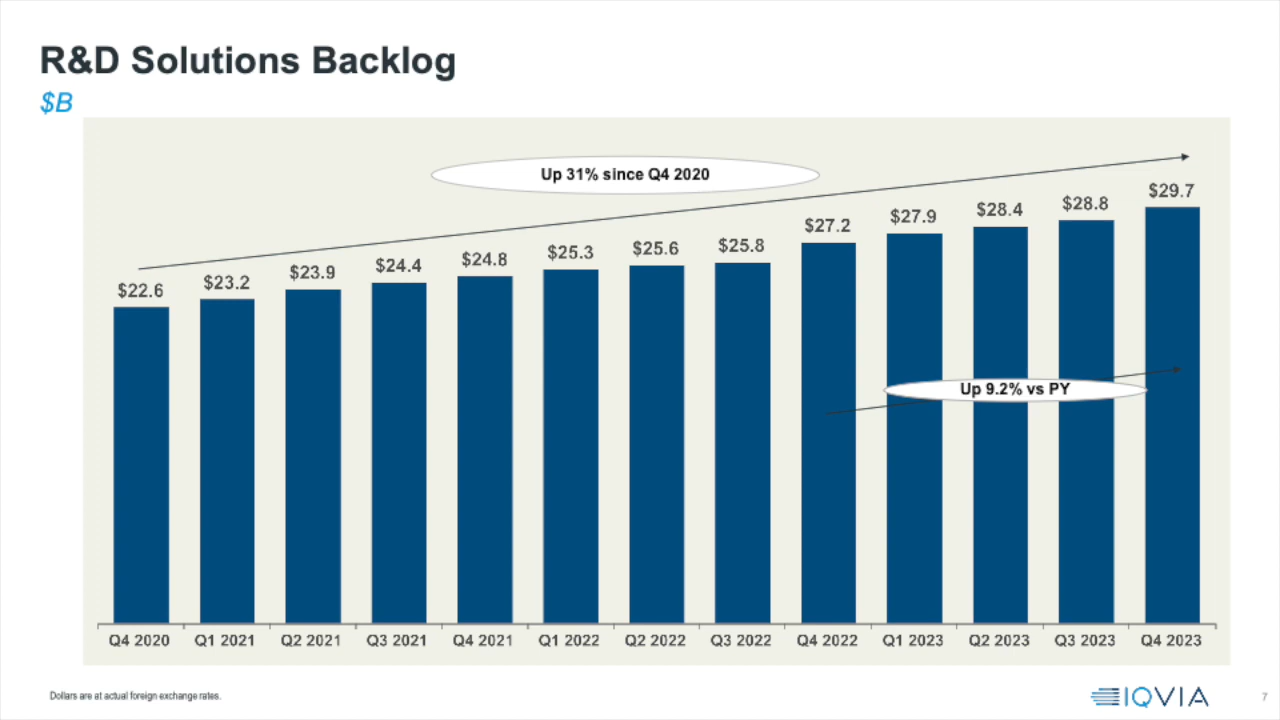 R&D Solutions Backlog
$B
Up 31% since Q4 2020
$22.6 $23.2 $23.9 $24.4 $24.8 $25.3 $25.6 $25.8 $27.2 $27.9 $28.4 $28.8 $29.7
Up 9.2% vs PY
Q4 2020 Q1 2021 Q2 2021 Q3 2021 Q4 2021 Q1 2022 Q2 2022 Q3 2022 Q4 2022 Q1 2023 Q2 2023 Q3 2023 Q4 2023
Dollars are at actual foreign exchange rates.
IQVIA
7